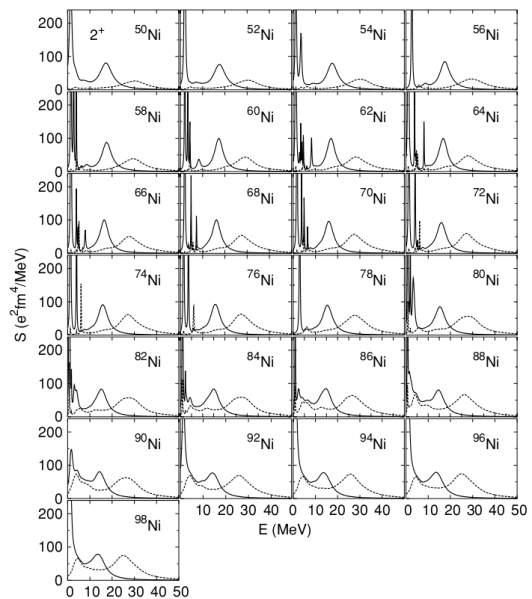 2⁺ ⁵⁰Ni ⁵²Ni ⁵⁴Ni ⁵⁶Ni
200
100
0
⁵⁸Ni ⁶⁰Ni ⁶²Ni ⁶⁴Ni
200
100
0
⁶⁶Ni ⁶⁸Ni ⁷⁰Ni ⁷²Ni
200
100
0
S (e²fm⁴/MeV)
⁷⁴Ni ⁷⁶Ni ⁷⁸Ni ⁸⁰Ni
200
100
0
⁸²Ni ⁸⁴Ni ⁸⁶Ni ⁸⁸Ni
200
100
0
⁹⁰Ni ⁹²Ni ⁹⁴Ni ⁹⁶Ni
200
100
0
10 20 30 40 0 10 20 30 40 0 10 20 30 40 50
E (MeV)
⁹⁸Ni
200
100
0
0 10 20 30 40 50